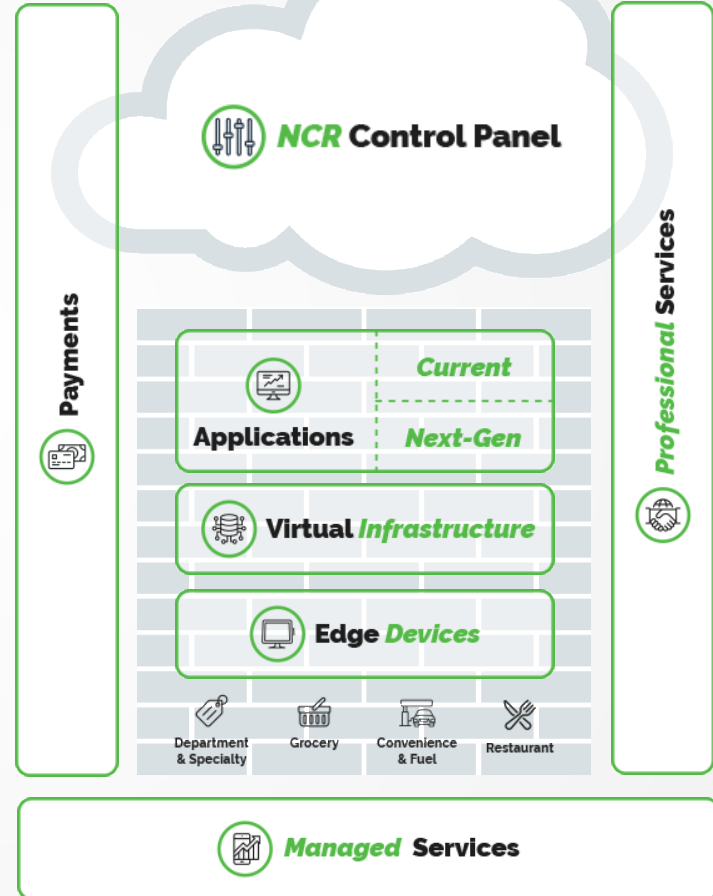 NCR Control Panel
Payments
Professional Services
Applications
Current
Next-Gen
Virtual Infrastructure
Edge Devices
Department
& Specialty
Grocery
Convenience
& Fuel
Restaurant
Managed Services